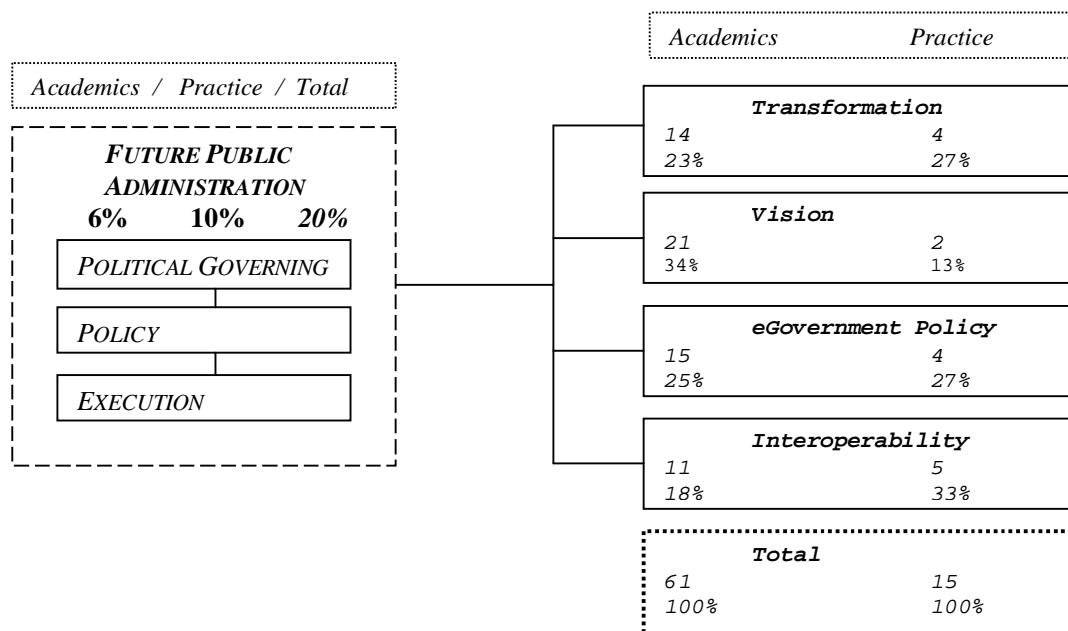 Academics / Practice / Total
FUTURE PUBLIC
ADMINISTRATION
6% 10% 20%
POLITICAL GOVERNING
POLICY
EXECUTION
Academics Practice
Transformation
14 4
23% 27%
Vision
21 2
34% 13%
eGovernment Policy
15 4
25% 27%
Interoperability
11 5
18% 33%
Total
61 15
100% 100%